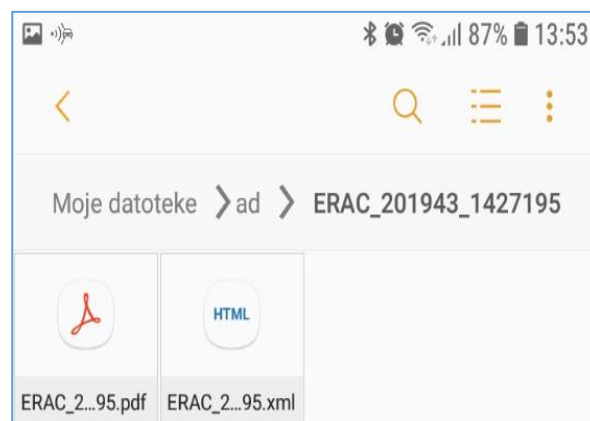 87% 13:53
Moje datoteke > ad > ERAC_201943_1427195
HTML
ERAC_2...95.pdf ERAC_2...95.xml